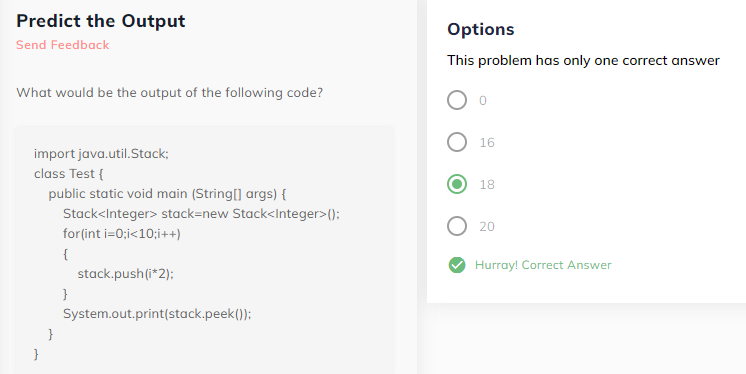 Predict the Output
Send Feedback
What would be the output of the following code?
import java.util.Stack;
class Test {
public static void main (String[] args) {
Stack<Integer> stack=new Stack<Integer>();
for(int i=0;i<10;i++)
{
stack.push(i*2);
}
System.out.print(stack.peek());
}
}
Options
This problem has only one correct answer
0
16
18
20
Hurray! Correct Answer